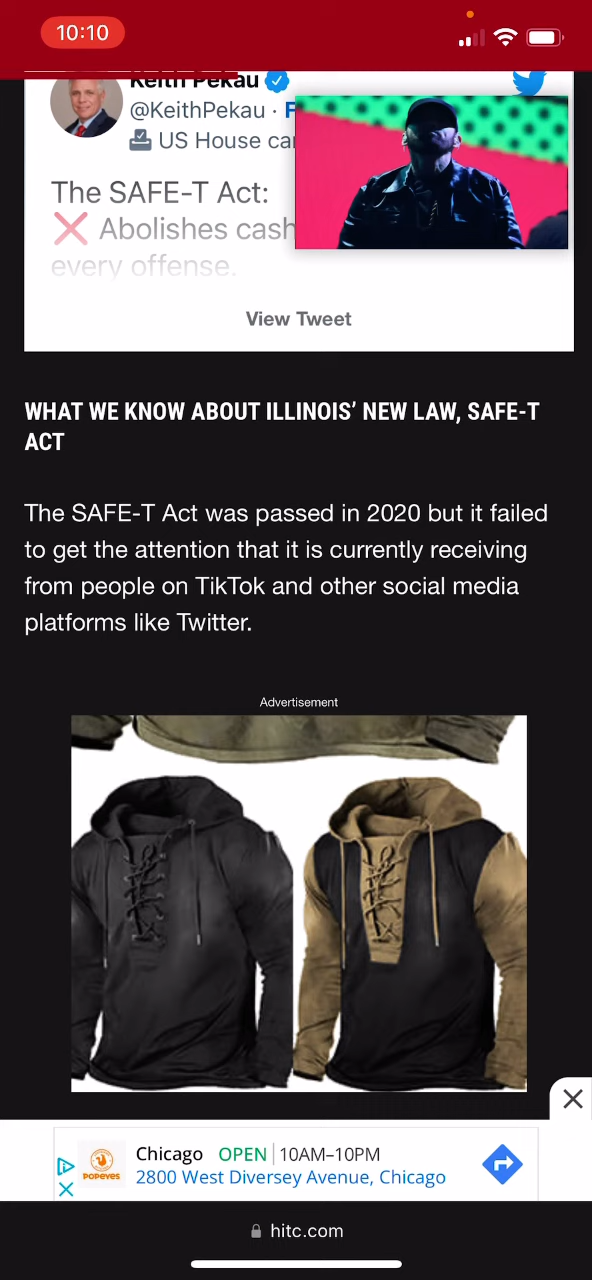 10:10
Keith Pekau
@KeithPekau ·
US House
The SAFE-T Act:
❌ Abolishes cash
every offense.
View Tweet
WHAT WE KNOW ABOUT ILLINOIS’ NEW LAW, SAFE-T
ACT
The SAFE-T Act was passed in 2020 but it failed
to get the attention that it is currently receiving
from people on TikTok and other social media
platforms like Twitter.
Advertisement
Chicago OPEN 10AM–10PM
POPEYES
2800 West Diversey Avenue, Chicago
hitc.com